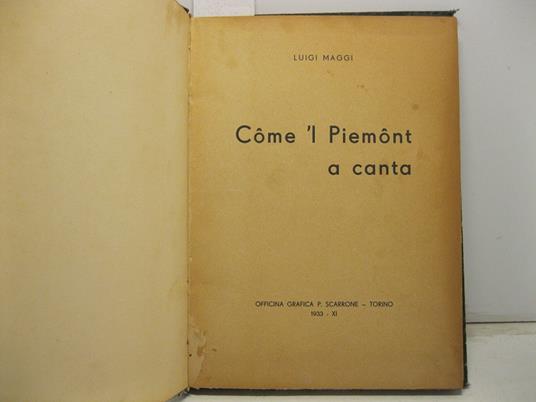 LUIGI MAGGI
Côme 'l Piemônt
a canta
OFFICINA GRAFICA P. SCARRONE - TORINO
1933 - XI